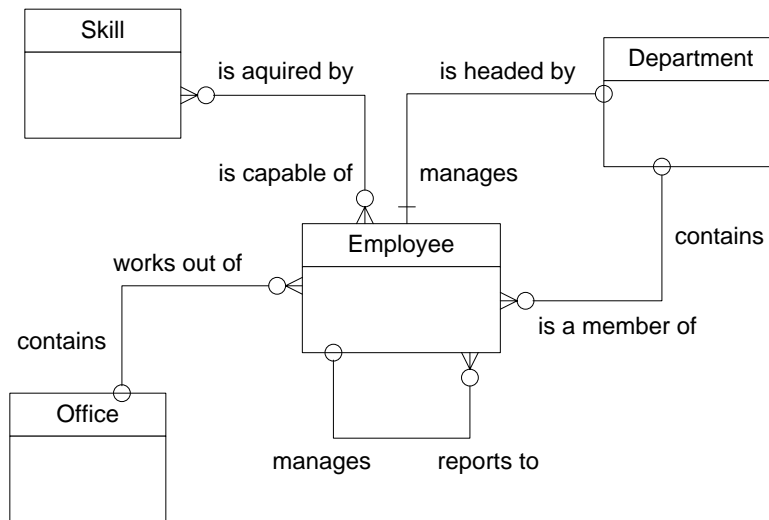 Skill
Department
is aquired by
is headed by
is capable of
manages
Employee
works out of
contains
contains
is a member of
Office
manages
reports to